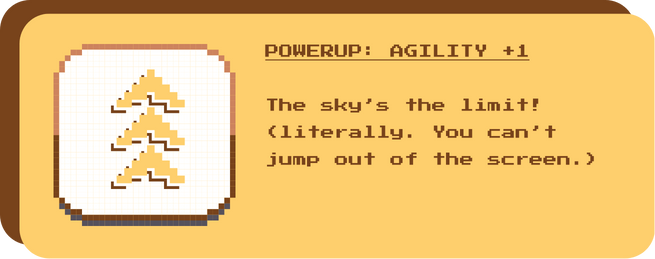 POWERUP: AGILITY +1
The sky's the limit!
(literally. You can't
jump out of the screen.)